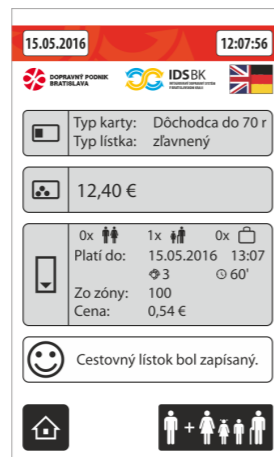 15.05.2016 12:07:56
DOPRAVNÝ PODNIK
BRATISLAVA
IDSBK
Typ karty: Dôchodca do 70 r
Typ lístka: zľavnený
12,40 €
0x 1x 0x
Platí do: 15.05.2016 13:07
3 60'
Zo zóny: 100
Cena: 0,54 €
Cestovný lístok bol zapísaný.
+